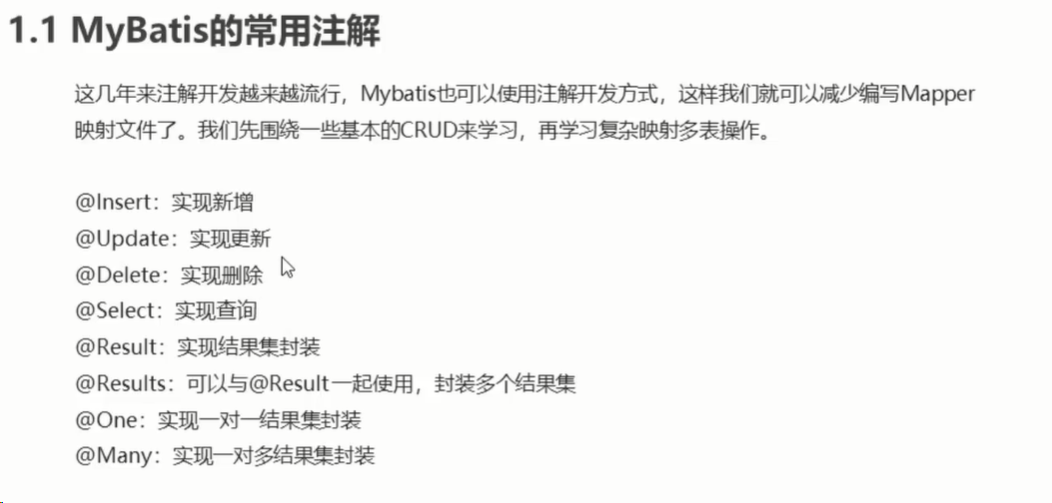 1.1 MyBatis的常用注解
这几年来注解开发越来越流行，Mybatis也可以使用注解开发方式，这样我们就可以减少编写Mapper
映射文件了。我们先围绕一些基本的CRUD来学习，再学习复杂映射多表操作。
@Insert：实现新增
@Update：实现更新
@Delete：实现删除
@Select：实现查询
@Result：实现结果集封装
@Results：可以与@Result一起使用，封装多个结果集
@One：实现一对一结果集封装
@Many：实现一对多结果集封装